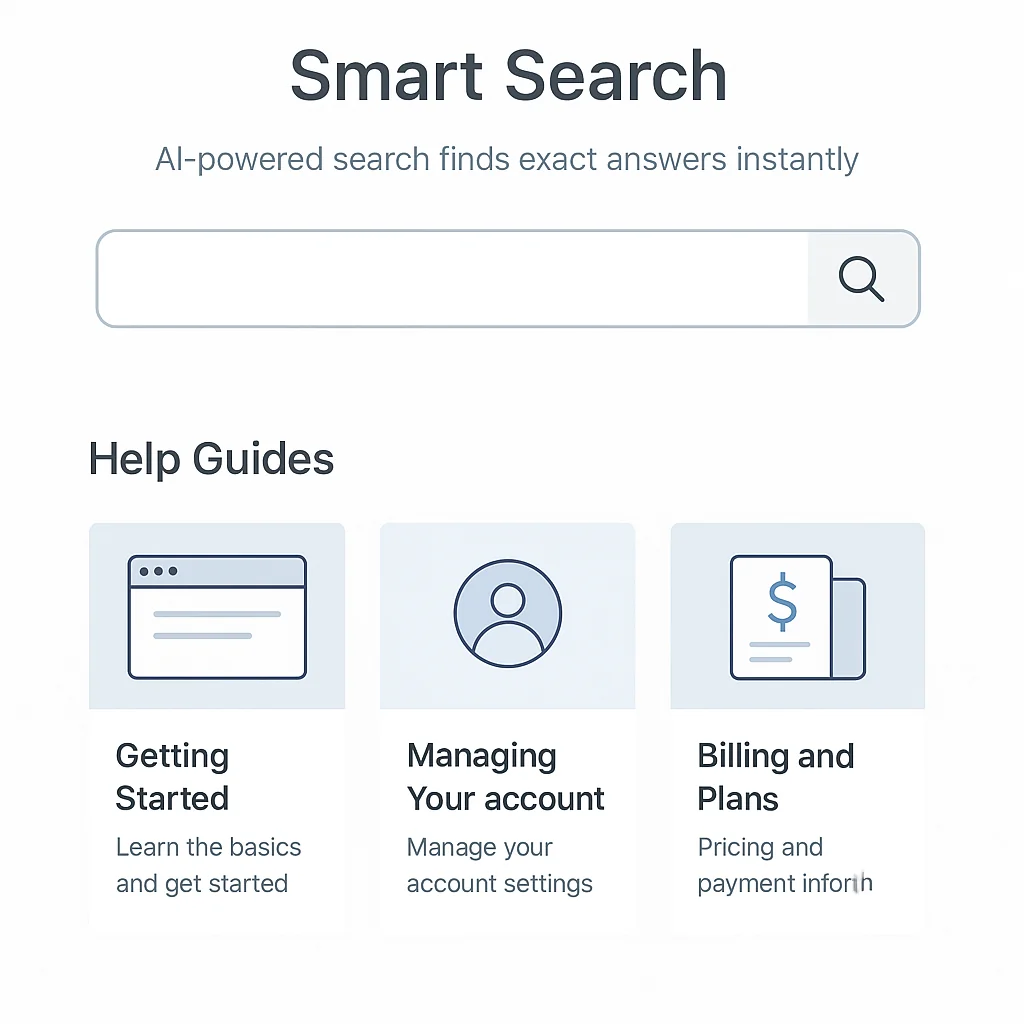 Smart Search
AI-powered search finds exact answers instantly
Help Guides
Getting
Started
Learn the basics
and get started
Managing
Your account
Manage your
account settings
Billing and
Plans
Pricing and
payment